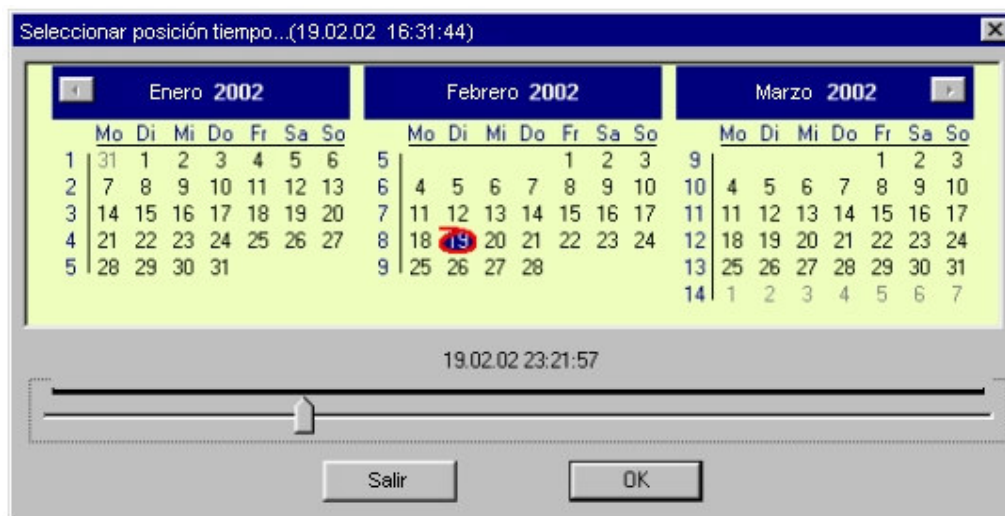 Seleccionar posición tiempo...(19.02.02 16:31:44)
Enero 2002 Febrero 2002 Marzo 2002
Mo Di Mi Do Fr Sa So Mo Di Mi Do Fr Sa So Mo Di Mi Do Fr Sa So
1 31 1 2 3 4 5 6 5 1 2 3 9 1 2 3
2 7 8 9 10 11 12 13 6 4 5 6 7 8 9 10 10 4 5 6 7 8 9 10
3 14 15 16 17 18 19 20 7 11 12 13 14 15 16 17 11 11 12 13 14 15 16 17
4 21 22 23 24 25 26 27 8 18 19 20 21 22 23 24 12 18 19 20 21 22 23 24
5 28 29 30 31 9 25 26 27 28 13 25 26 27 28 29 30 31
14 1 2 3 4 5 6 7
19.02.02 23:21:57
Salir OK